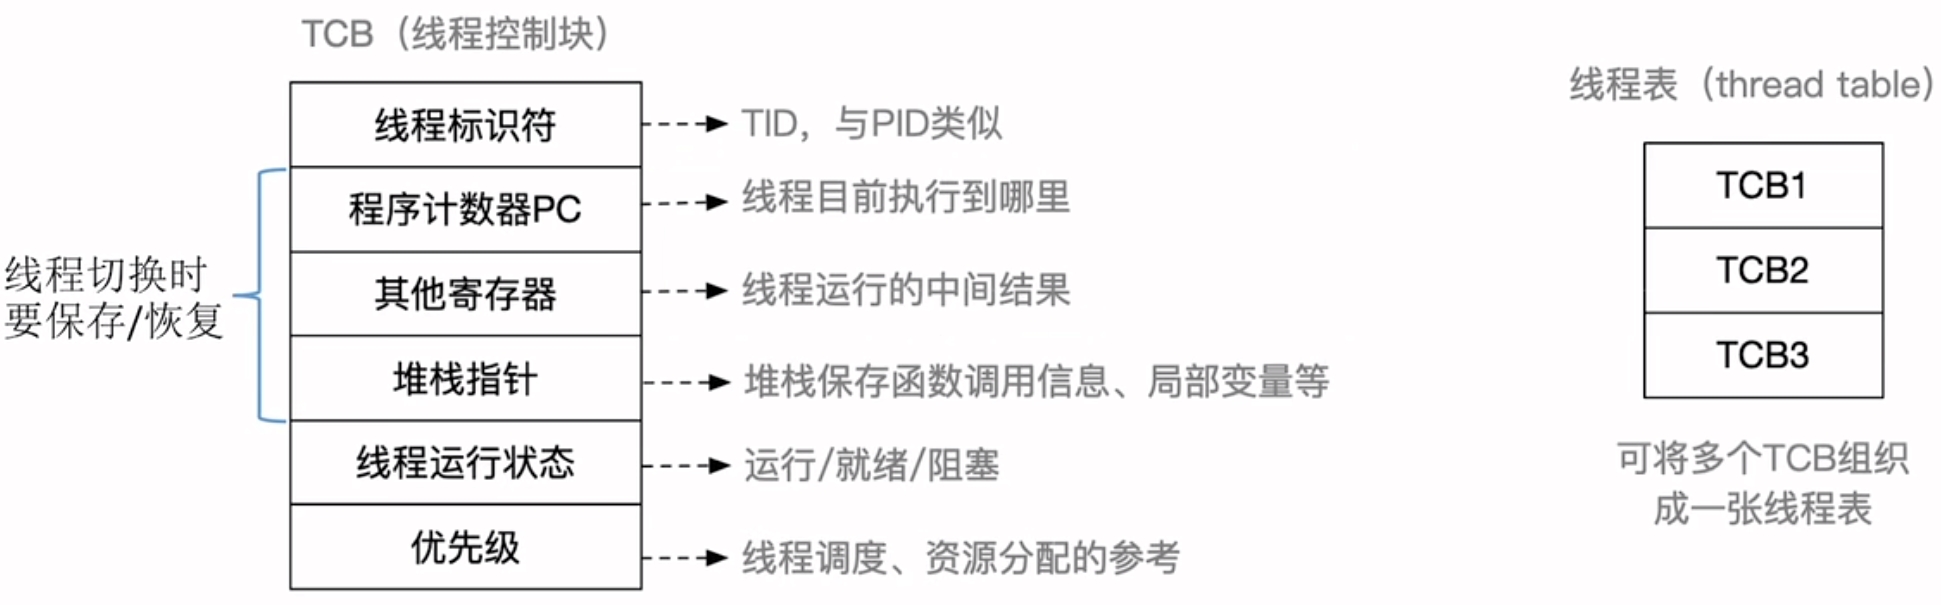 TCB（线程控制块）
线程标识符
TID，与PID类似
程序计数器PC
线程目前执行到哪里
其他寄存器
线程运行的中间结果
堆栈指针
堆栈保存函数调用信息、局部变量等
线程运行状态
运行/就绪/阻塞
优先级
线程调度、资源分配的参考
线程切换时
要保存/恢复
线程表（thread table）
TCB1
TCB2
TCB3
可将多个TCB组织
成一张线程表